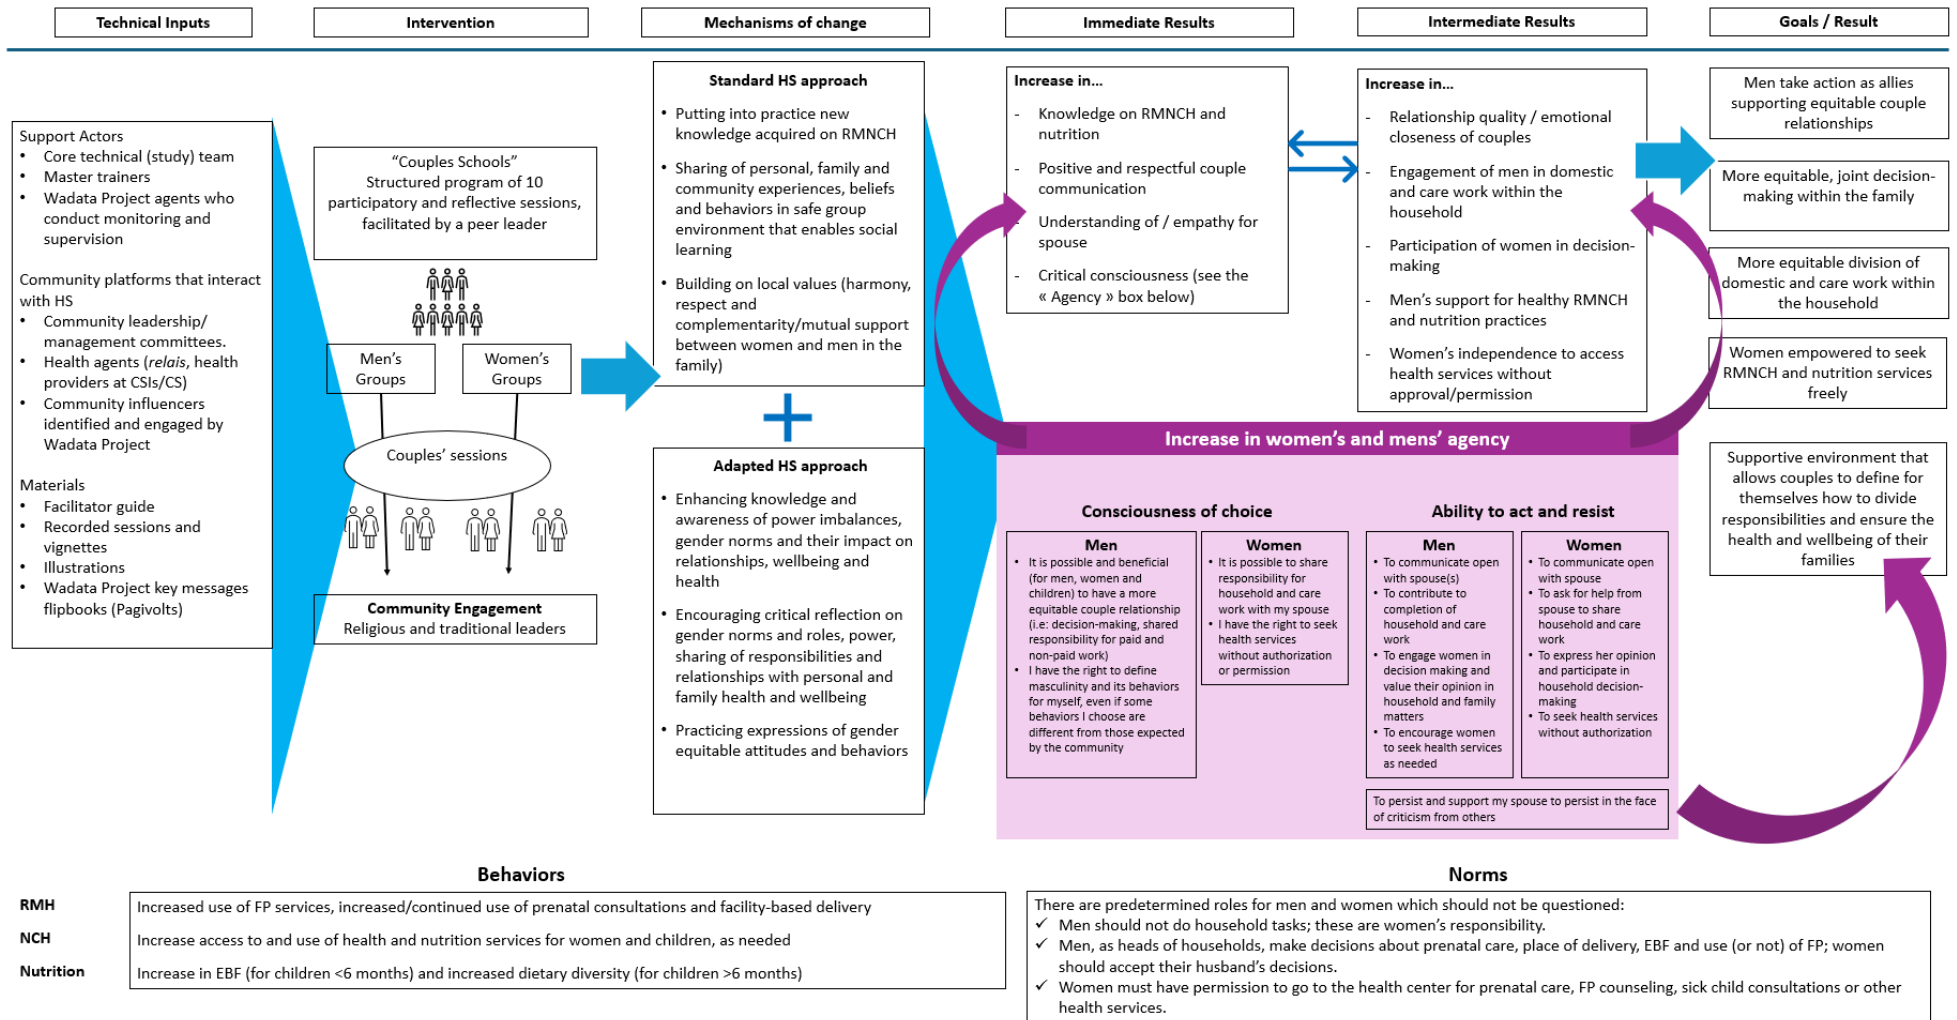 Technical Inputs
Intervention
Mechanisms of change
Immediate Results
Intermediate Results
Goals / Result
Support Actors
• Core technical (study) team
• Master trainers
• Wadata Project agents who
conduct monitoring and
supervision
Community platforms that interact
with HS
• Community leadership/
management committees.
• Health agents (relais, health
providers at CSIs/CS)
• Community influencers
identified and engaged by
Wadata Project
Materials
• Facilitator guide
• Recorded sessions and
vignettes
• Illustrations
• Wadata Project key messages
flipbooks (Pagivolts)
“Couples Schools”
Structured program of 10
participatory and reflective sessions,
facilitated by a peer leader
Men’s
Groups
Women’s
Groups
Couples’ sessions
Community Engagement
Religious and traditional leaders
Standard HS approach
• Putting into practice new
knowledge acquired on RMNCH
• Sharing of personal, family and
community experiences, beliefs
and behaviors in safe group
environment that enables social
learning
• Building on local values (harmony,
respect and
complementarity/mutual support
between women and men in the
family)
Adapted HS approach
• Enhancing knowledge and
awareness of power imbalances,
gender norms and their impact on
relationships, wellbeing and
health
• Encouraging critical reflection on
gender norms and roles, power,
sharing of responsibilities and
relationships with personal and
family health and wellbeing
• Practicing expressions of gender
equitable attitudes and behaviors
Increase in…
- Knowledge on RMNCH and
nutrition
- Positive and respectful couple
communication
- Understanding of / empathy for
spouse
- Critical consciousness (see the
« Agency » box below)
Increase in…
- Relationship quality / emotional
closeness of couples
- Engagement of men in domestic
and care work within the
household
- Participation of women in decision-
making
- Men’s support for healthy RMNCH
and nutrition practices
- Women’s independence to access
health services without
approval/permission
Men take action as allies
supporting equitable couple
relationships
More equitable, joint decision-
making within the family
More equitable division of
domestic and care work within
the household
Women empowered to seek
RMNCH and nutrition services
freely
Supportive environment that
allows couples to define for
themselves how to divide
responsibilities and ensure the
health and wellbeing of their
families
Increase in women’s and mens’ agency
Consciousness of choice
Men
• It is possible and beneficial
(for men, women and
children) to have a more
equitable couple relationship
(i.e: decision-making, shared
responsibility for paid and
non-paid work)
• I have the right to define
masculinity and its behaviors
for myself, even if some
behaviors I choose are
different from those expected
by the community
Women
• It is possible to share
responsibility for
household and care
work with my spouse
• I have the right to seek
health services
without authorization
or permission
Ability to act and resist
Men
• To communicate open
with spouse(s)
• To contribute to
completion of
household and care
work
• To engage women in
decision making and
value their opinion in
household and family
matters
• To encourage women
to seek health services
as needed
Women
• To communicate open
with spouse
• To ask for help from
spouse to share
household and care
work
• To express her opinion
and participate in
household decision-
making
• To seek health services
without authorization
To persist and support my spouse to persist in the face
of criticism from others
Behaviors
RMH
Increased use of FP services, increased/continued use of prenatal consultations and facility-based delivery
NCH
Increase access to and use of health and nutrition services for women and children, as needed
Nutrition
Increase in EBF (for children <6 months) and increased dietary diversity (for children >6 months)
Norms
There are predetermined roles for men and women which should not be questioned:
✓ Men should not do household tasks; these are women’s responsibility.
✓ Men, as heads of households, make decisions about prenatal care, place of delivery, EBF and use (or not) of FP; women
should accept their husband’s decisions.
✓ Women must have permission to go to the health center for prenatal care, FP counseling, sick child consultations or other
health services.